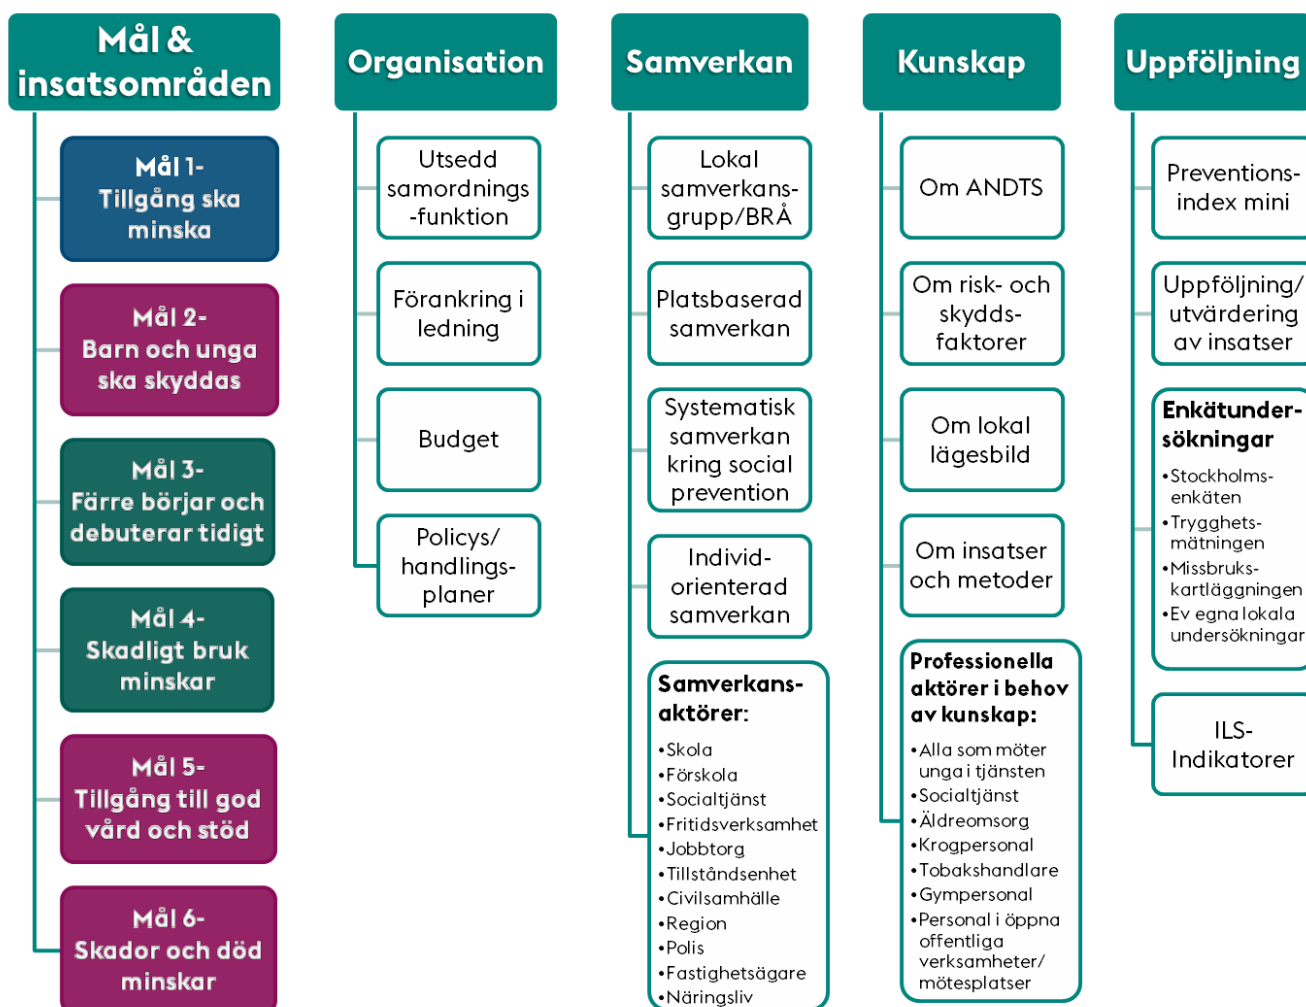 Mål &
insatsområden
Mål 1-
Tillgång ska
minska
Mål 2-
Barn och unga
ska skyddas
Mål 3-
Färre börjar och
debuterar tidigt
Mål 4-
Skadligt bruk
minskar
Mål 5-
Tillgång till god
vård och stöd
Mål 6-
Skador och död
minskar
Organisation
Utsedd
samordnings
-funktion
Förankring i
ledning
Budget
Policys/
handlings-
planer
Samverkan
Lokal
samverkans-
grupp/BRÅ
Platsbaserad
samverkan
Systematisk
samverkan
kring social
prevention
Individ-
orienterad
samverkan
Samverkans-
aktörer:
•Skola
•Förskola
•Socialtjänst
•Fritidsverksamhet
•Jobbtorg
•Tillståndsenhet
•Civilsamhälle
•Region
•Polis
•Fastighetsägare
•Näringsliv
Kunskap
Om ANDTS
Om risk- och
skydds-
faktorer
Om lokal
lägesbild
Om insatser
och metoder
Professionella
aktörer i behov
av kunskap:
•Alla som möter
unga i tjänsten
•Socialtjänst
•Äldreomsorg
•Krogpersonal
•Tobakshandlare
•Gympersonal
•Personal i öppna
offentliga
verksamheter/
mötesplatser
Uppföljning
Preventions-
index mini
Uppföljning/
utvärdering
av insatser
Enkätunder-
sökningar
•Stockholms-
enkäten
•Trygghets-
mätningen
•Missbruks-
kartläggningen
•Ev egna lokala
undersökningar
ILS-
Indikatorer